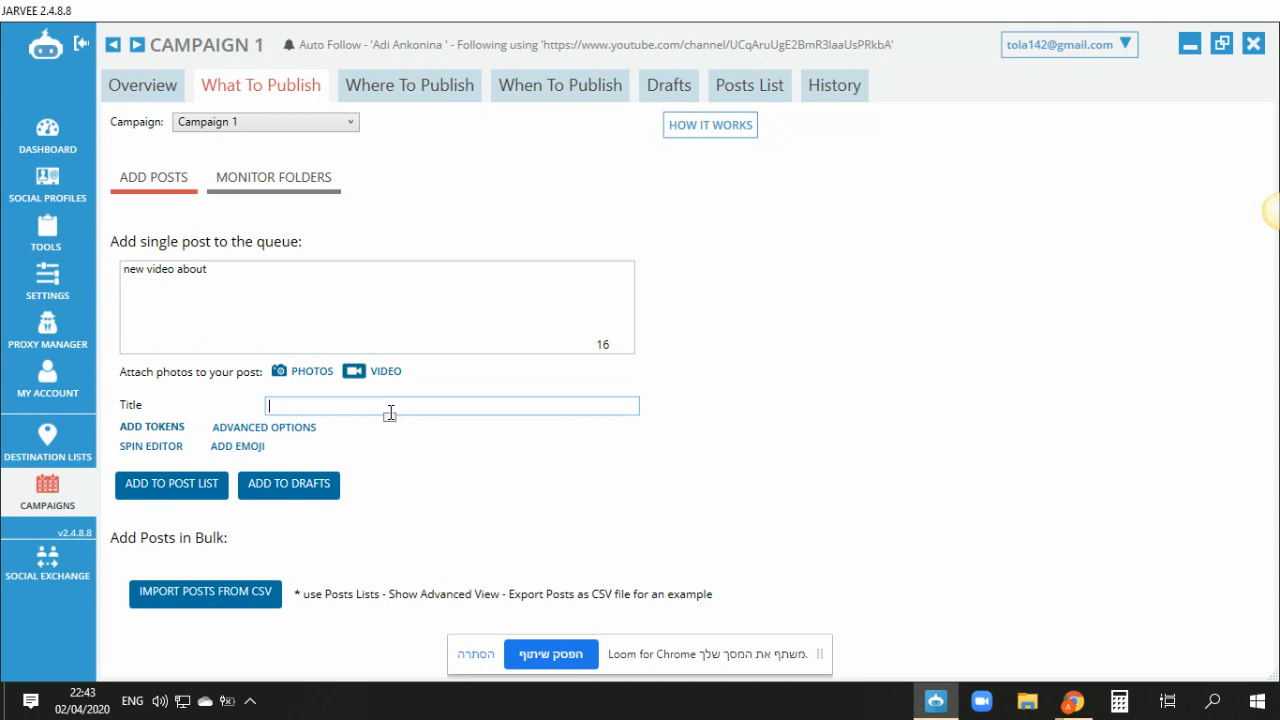 JARVEE 2.4.8.8
CAMPAIGN 1
Auto Follow - 'Adi Ankonina ' - Following using 'https://www.youtube.com/channel/UCqAruUgE2BmR3IaaUsPRkbA'
tola142@gmail.com
Overview
What To Publish
Where To Publish
When To Publish
Drafts
Posts List
History
Campaign:
Campaign 1
HOW IT WORKS
DASHBOARD
SOCIAL PROFILES
TOOLS
SETTINGS
PROXY MANAGER
MY ACCOUNT
DESTINATION LISTS
CAMPAIGNS
v2.4.8.8
SOCIAL EXCHANGE
ADD POSTS
MONITOR FOLDERS
Add single post to the queue:
new video about
16
Attach photos to your post:
PHOTOS
VIDEO
Title
ADD TOKENS
ADVANCED OPTIONS
SPIN EDITOR
ADD EMOJI
ADD TO POST LIST
ADD TO DRAFTS
Add Posts in Bulk:
IMPORT POSTS FROM CSV
* use Posts Lists - Show Advanced View - Export Posts as CSV file for an example
Loom for Chrome משתף את המסך שלך.
הפסק שיתוף
הסתרה
22:43
02/04/2020
ENG